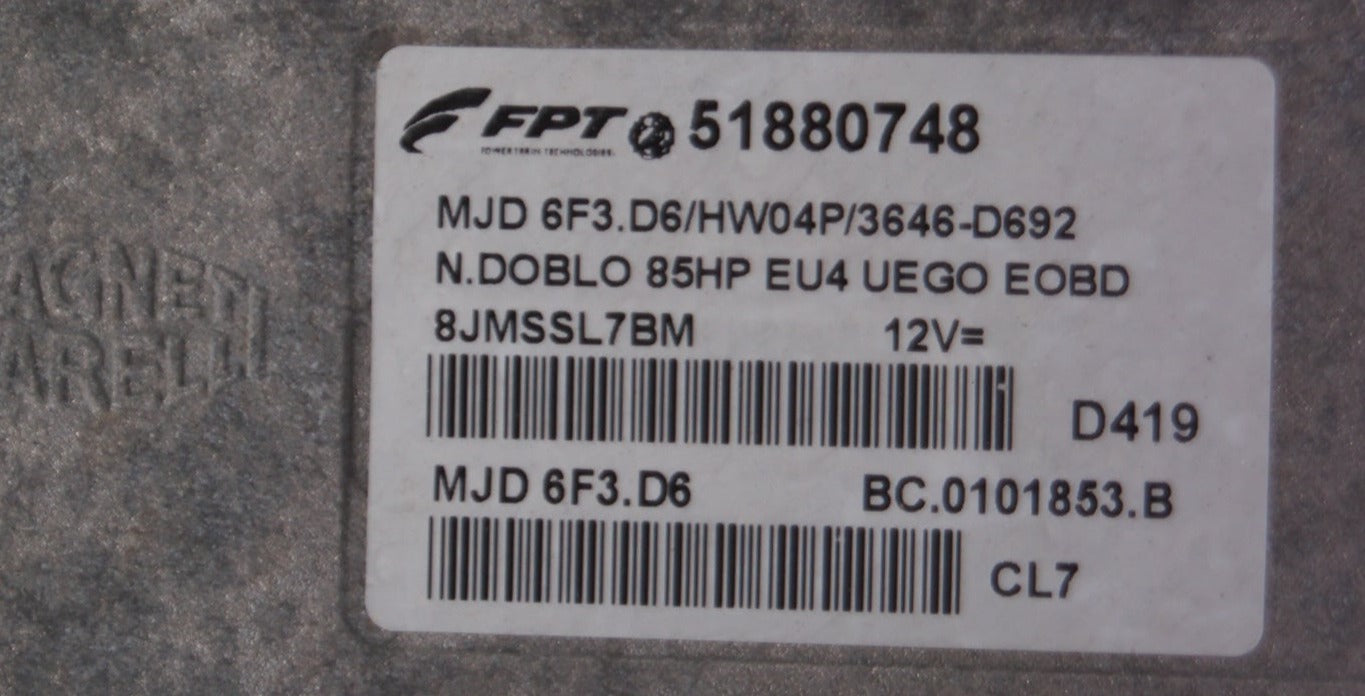 AGNETI
ARELLI
FPT 51880748
POWERTRAIN TECHNOLOGIES
MJD 6F3.D6/HW04P/3646-D692
N.DOBLO 85HP EU4 UEGO EOBD
8JMSSL7BM 12V=
D419
MJD 6F3.D6 BC.0101853.B
CL7